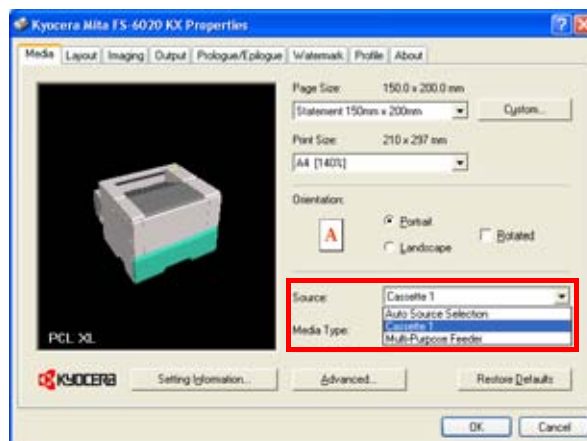 Kyocera Mita FS-6020 KX Properties
Media Layout Imaging Output Prologue/Epilogue Watermark Profile About
Page Size: 150.0 x 200.0 mm
Statement 150mm x 200mm Custom...
Print Size: 210 x 297 mm
A4 [140%]
Orientation:
A Portrait
Landscape
Rotated
Source: Cassette 1
Auto Source Selection
Cassette 1
Multi-Purpose Feeder
Media Type:
PCL XL
KYOCERA Setting Information... Advanced... Restore Defaults
OK Cancel